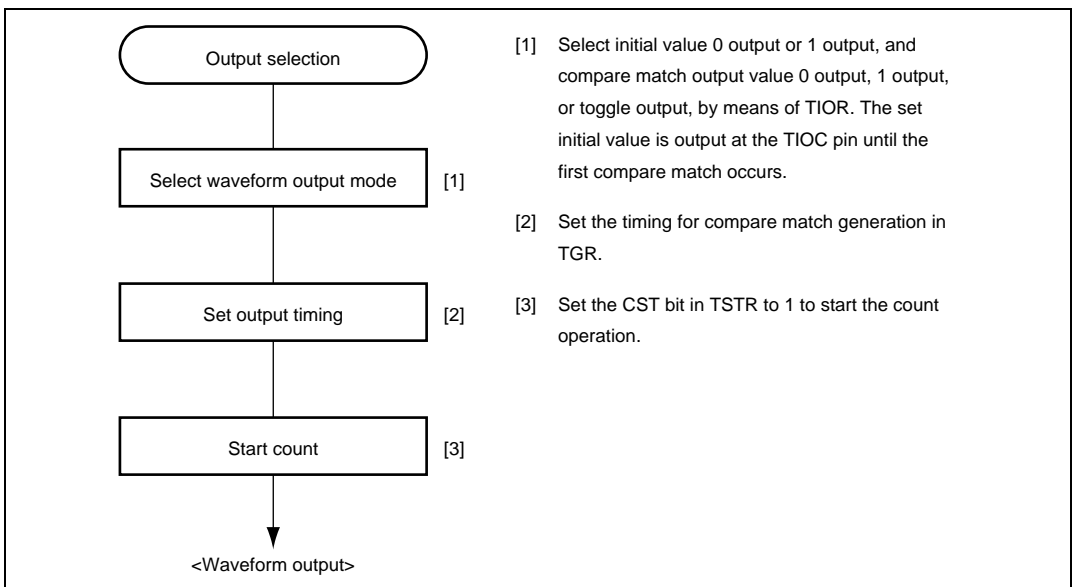 Output selection
Select waveform output mode
[1]
Set output timing
[2]
Start count
[3]
<Waveform output>
[1] Select initial value 0 output or 1 output, and
compare match output value 0 output, 1 output,
or toggle output, by means of TIOR. The set
initial value is output at the TIOC pin until the
first compare match occurs.
[2] Set the timing for compare match generation in
TGR.
[3] Set the CST bit in TSTR to 1 to start the count
operation.